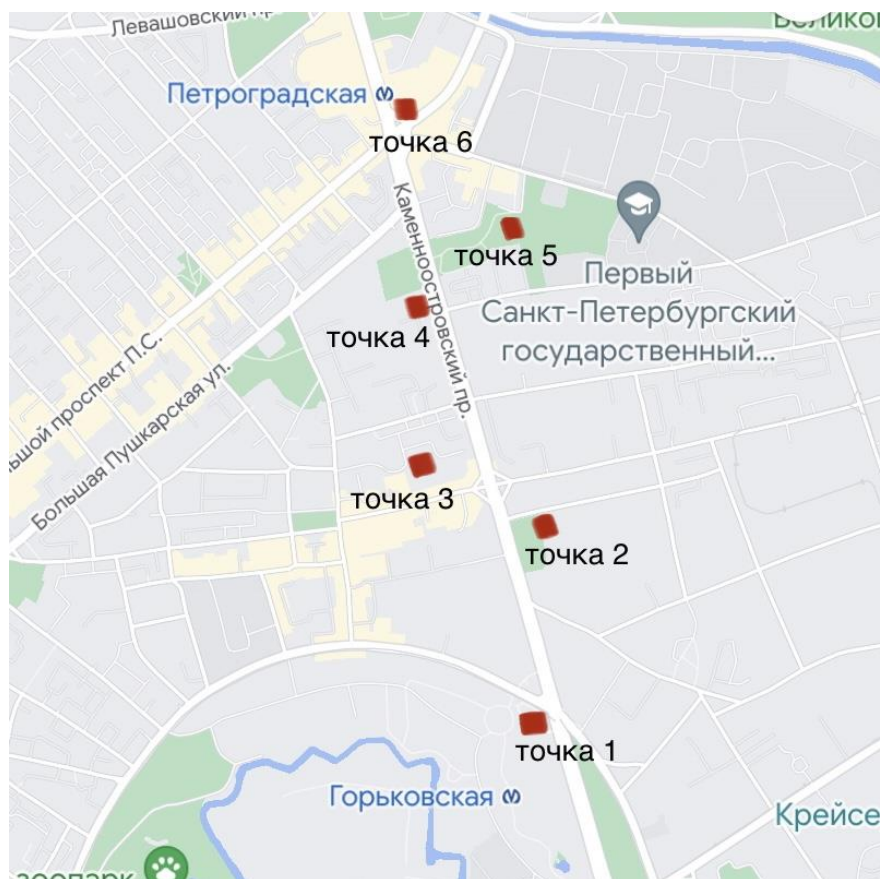 Левашовский пр
Великоі
Петроградская
точка 6
Каменноостровский пр.
точка 5
Первый
Санкт-Петербургский
государственный...
точка 4
ьшой проспект П.С.
Большая Пушкарская ул.
точка 3
точка 2
точка 1
Горьковская
Крейсе
зоопарк